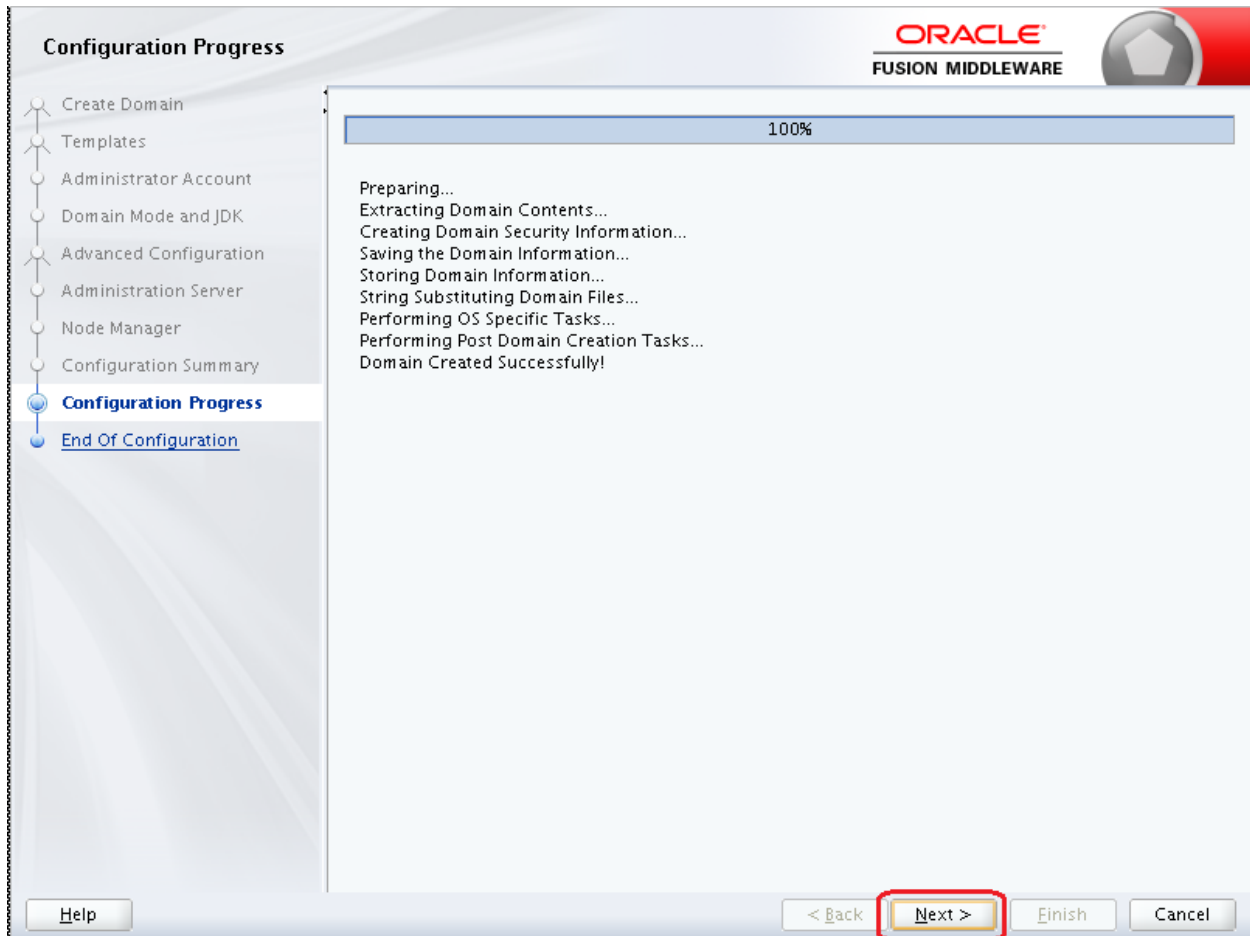 Configuration Progress
ORACLE
FUSION MIDDLEWARE
Create Domain
Templates
Administrator Account
Domain Mode and JDK
Advanced Configuration
Administration Server
Node Manager
Configuration Summary
Configuration Progress
End Of Configuration
100%
Preparing...
Extracting Domain Contents...
Creating Domain Security Information...
Saving the Domain Information...
Storing Domain Information...
String Substituting Domain Files...
Performing OS Specific Tasks...
Performing Post Domain Creation Tasks...
Domain Created Successfully!
Help
< Back
Next >
Finish
Cancel